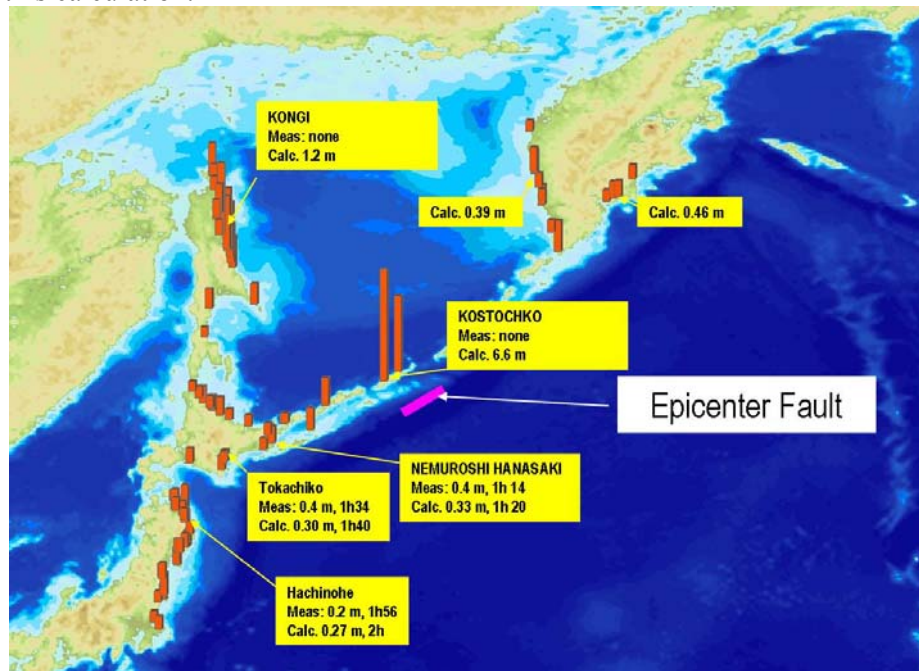 KONGI
Meas: none
Calc. 1.2 m
Calc. 0.39 m
Calc. 0.46 m
KOSTOCHKO
Meas: none
Calc. 6.6 m
Epicenter Fault
NEMUROSHI HANASAKI
Meas: 0.4 m, 1h 14
Calc. 0.33 m, 1h 20
Tokachiko
Meas: 0.4 m, 1h34
Calc. 0.30 m, 1h40
Hachinohe
Meas: 0.2 m, 1h56
Calc. 0.27 m, 2h